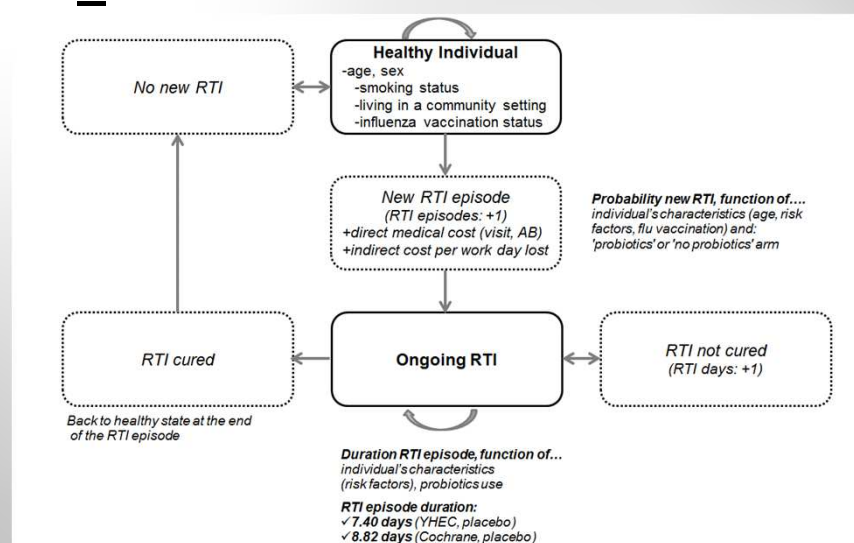 Healthy Individual
-age, sex
-smoking status
-living in a community setting
-influenza vaccination status
No new RTI
New RTI episode
(RTI episodes: +1)
+direct medical cost (visit, AB)
+indirect cost per work day lost
Probability new RTI, function of....
individual's characteristics (age, risk
factors, flu vaccination) and:
'probiotics' or 'no probiotics' arm
RTI cured
Ongoing RTI
RTI not cured
(RTI days: +1)
Back to healthy state at the end
of the RTI episode
Duration RTI episode, function of...
individual's characteristics
(risk factors), probiotics use
RTI episode duration:
✓7.40 days (YHEC, placebo)
✓8.82 days (Cochrane, placebo)